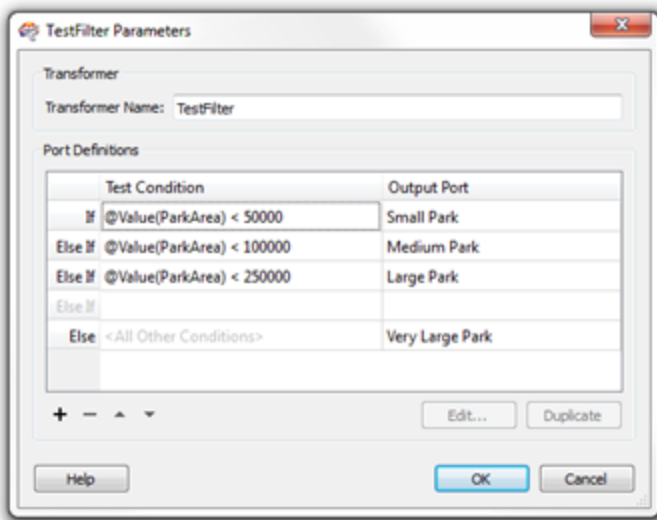 TestFilter Parameters
Transformer
Transformer Name: TestFilter
Port Definitions
Test Condition Output Port
If @Value(ParkArea) < 50000 Small Park
Else If @Value(ParkArea) < 100000 Medium Park
Else If @Value(ParkArea) < 250000 Large Park
Else If
Else <All Other Conditions> Very Large Park
Edit... Duplicate
Help OK Cancel